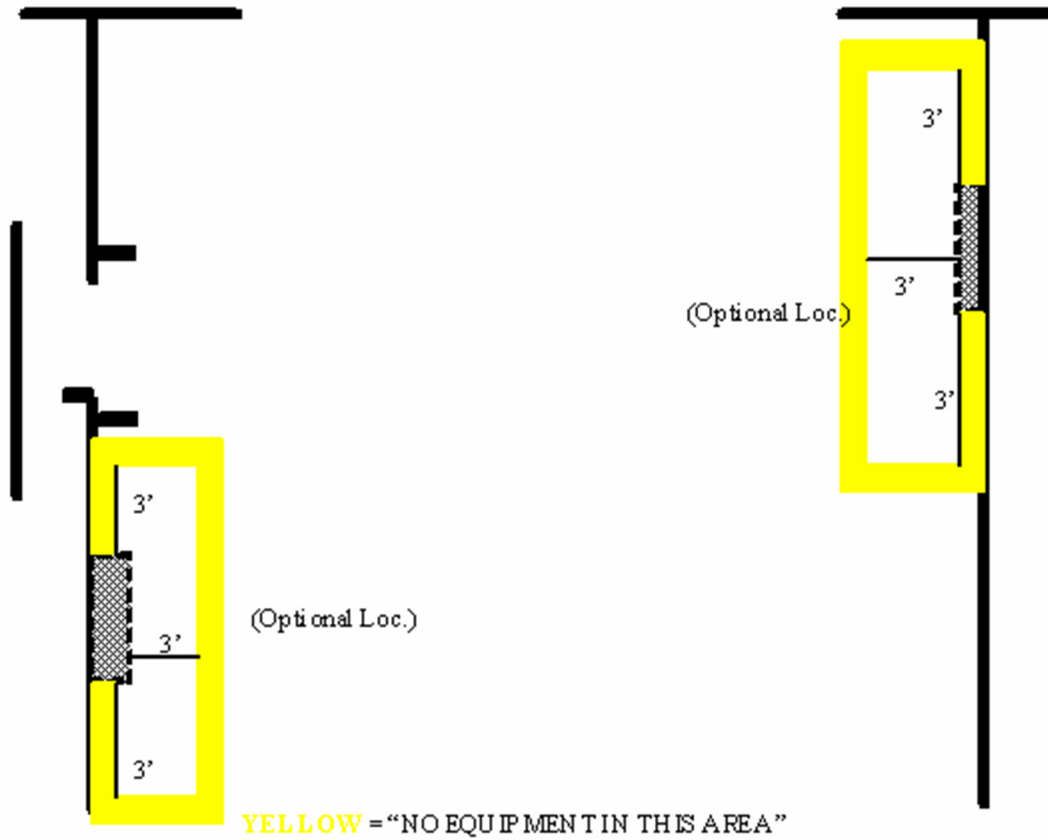 3’
3’
(Optional Loc.)
3’
3’
(Optional Loc.)
3’
3’
YELLOW = “NO EQUIPMENT IN THIS AREA”